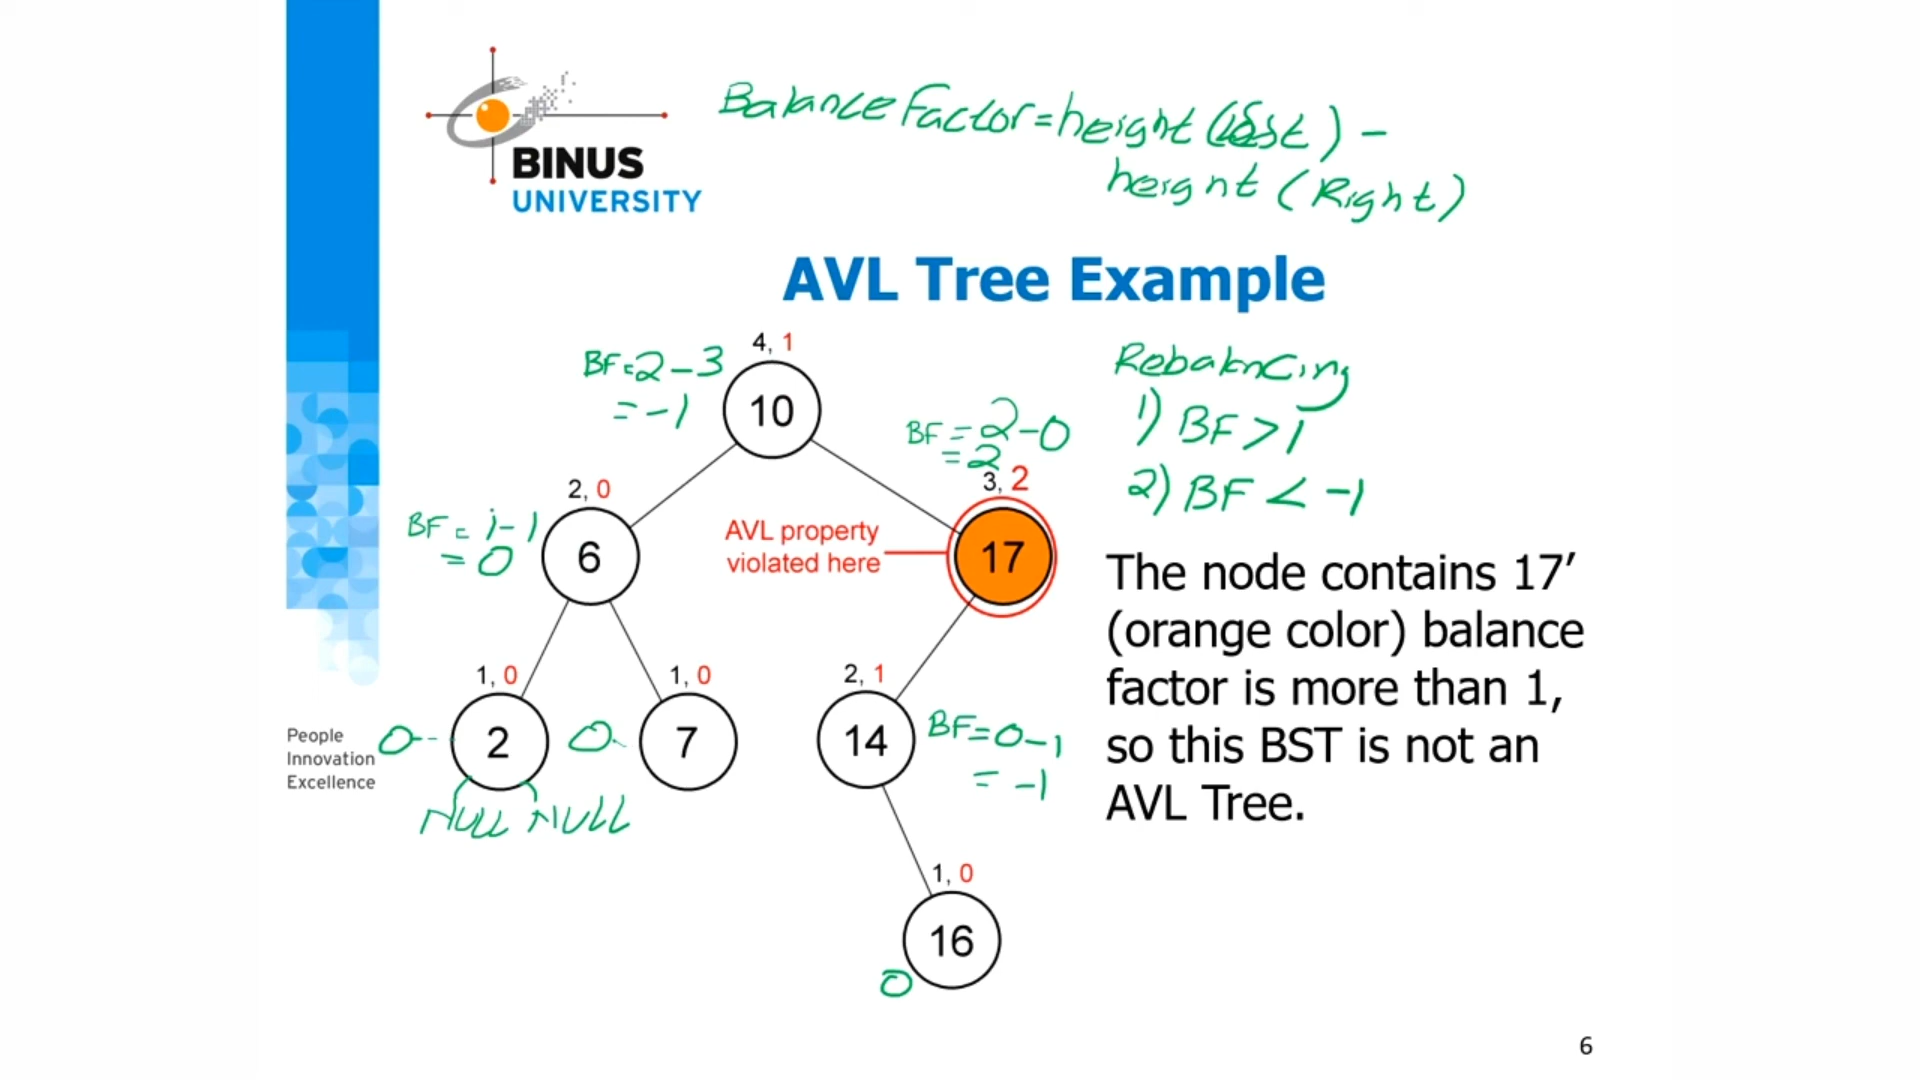 BINUS
UNIVERSITY
Balance Factor = height ( ) -
height (Right)
AVL Tree Example
4, 1
BF = 2 - 3
= -1
10
Rebalancing
1) BF > 1
2) BF < -1
BF = 2 - 0
= 2
3, 2
17
AVL property
violated here
2, 0
BF = 1 - 1
= 0
6
The node contains 17’
(orange color) balance
factor is more than 1,
so this BST is not an
AVL Tree.
1, 0
0
2
NULL NULL
1, 0
0
7
2, 1
14
BF = 0 - 1
= -1
1, 0
16
0
People
Innovation
Excellence
6